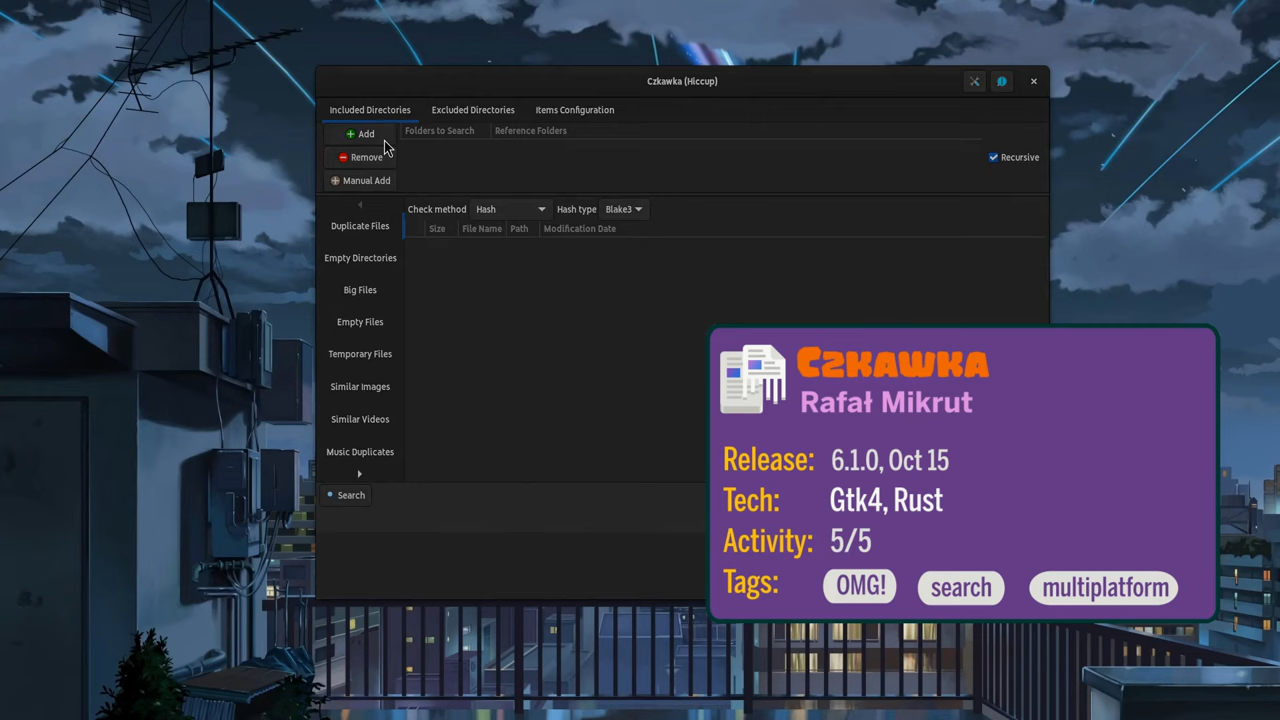 Czkawka (Hiccup)
Included Directories
Excluded Directories
Items Configuration
Add
Folders to Search
Reference Folders
Remove
Recursive
Manual Add
Check method
Hash
Hash type
Blake3
Duplicate Files
Size
File Name
Path
Modification Date
Empty Directories
Big Files
Empty Files
Temporary Files
Similar Images
Similar Videos
Music Duplicates
Search
Czkawka
Rafał Mikrut
Release: 6.1.0, Oct 15
Tech: Gtk4, Rust
Activity: 5/5
Tags: OMG! search multiplatform